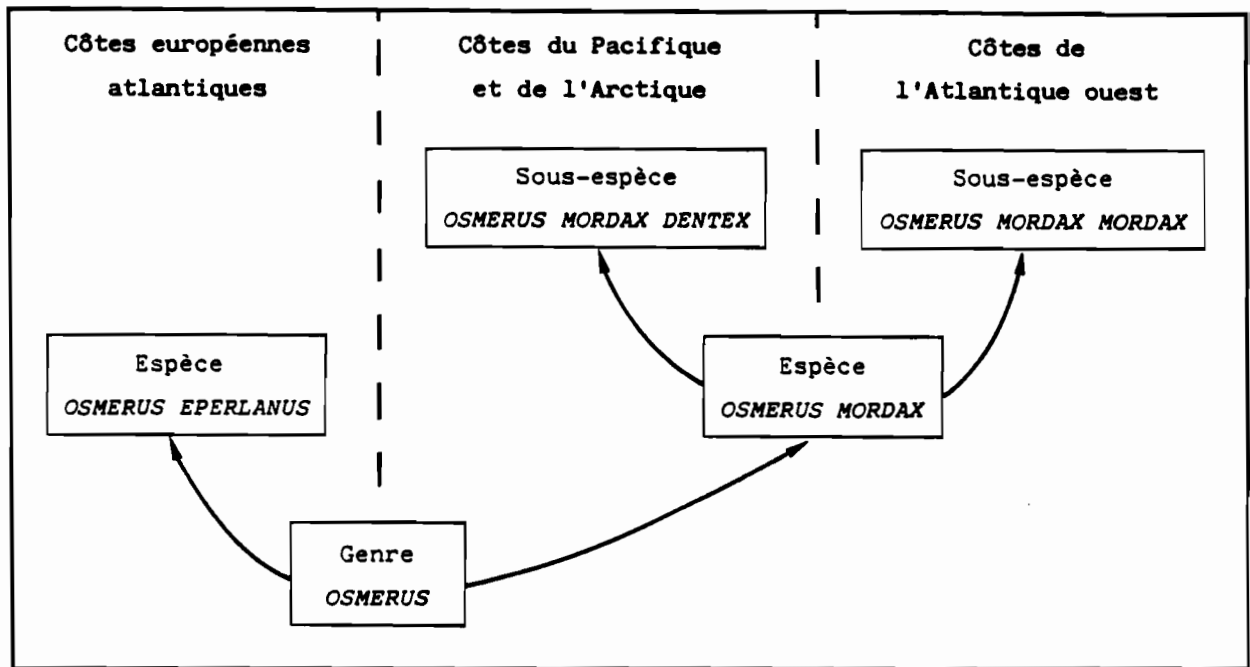 Côtes européennes
atlantiques
Côtes du Pacifique
et de l'Arctique
Côtes de
l'Atlantique ouest
Sous-espèce
OSMERUS MORDAX DENTEX
Sous-espèce
OSMERUS MORDAX MORDAX
Espèce
OSMERUS EPERLANUS
Espèce
OSMERUS MORDAX
Genre
OSMERUS